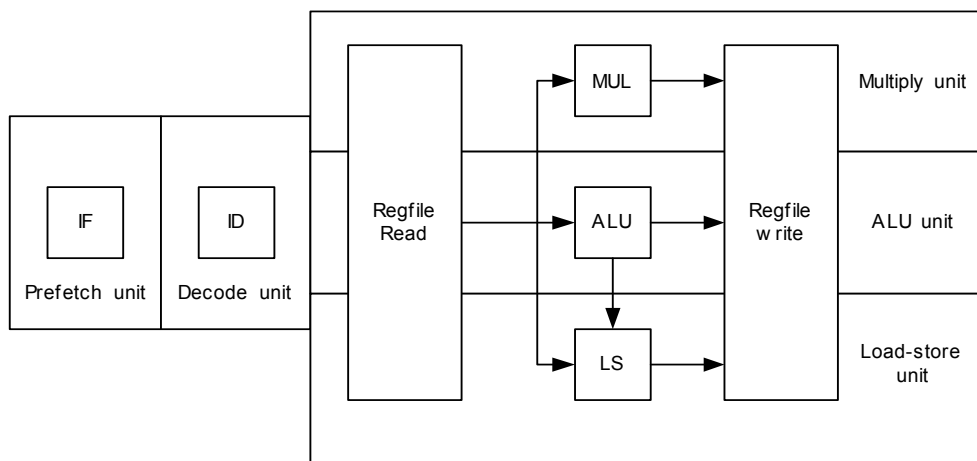 MUL
Multiply unit
IF
ID
Regfile
Read
ALU
Regfile
write
ALU unit
Prefetch unit
Decode unit
LS
Load-store
unit